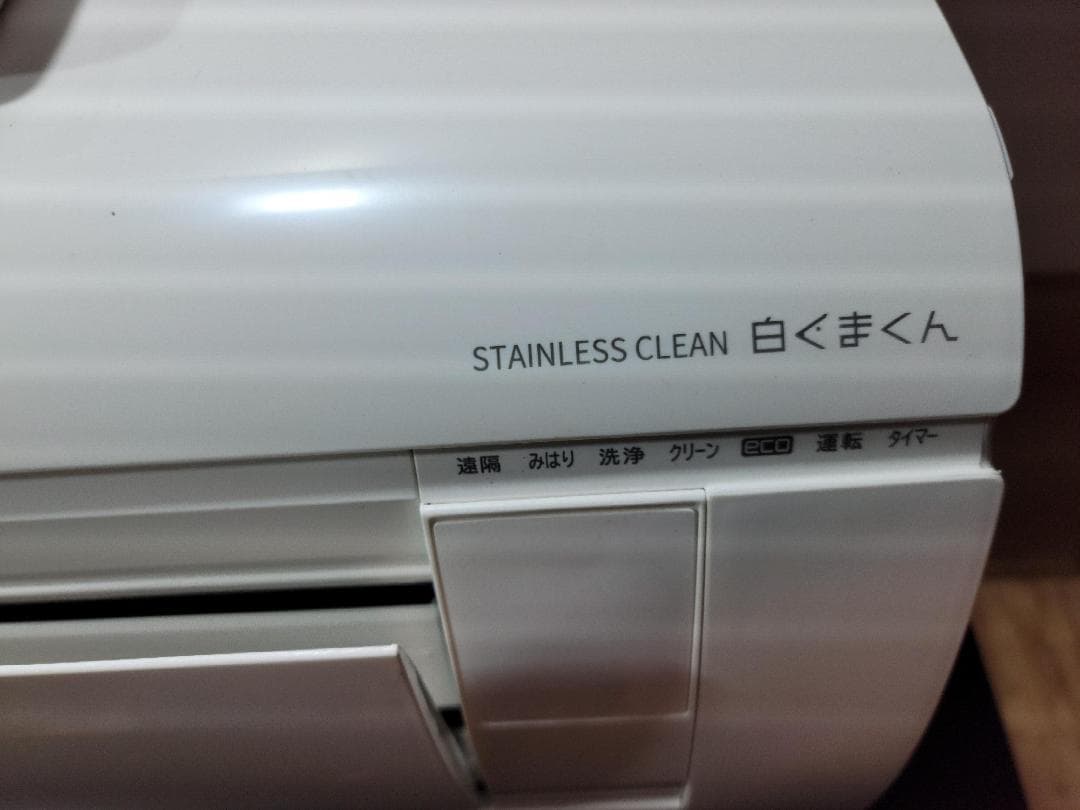 STAINLESS CLEAN 白くまくん
遠隔 みはり 洗浄 クリーン eco 運転 タイマー